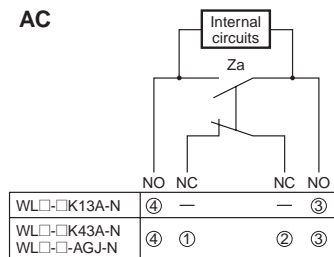 AC
Internal
circuits
Za
NO NC NC NO
WL□-□K13A-N ④ — — ③
WL□-□K43A-N
WL□-□-AGJ-N ④ ① ② ③